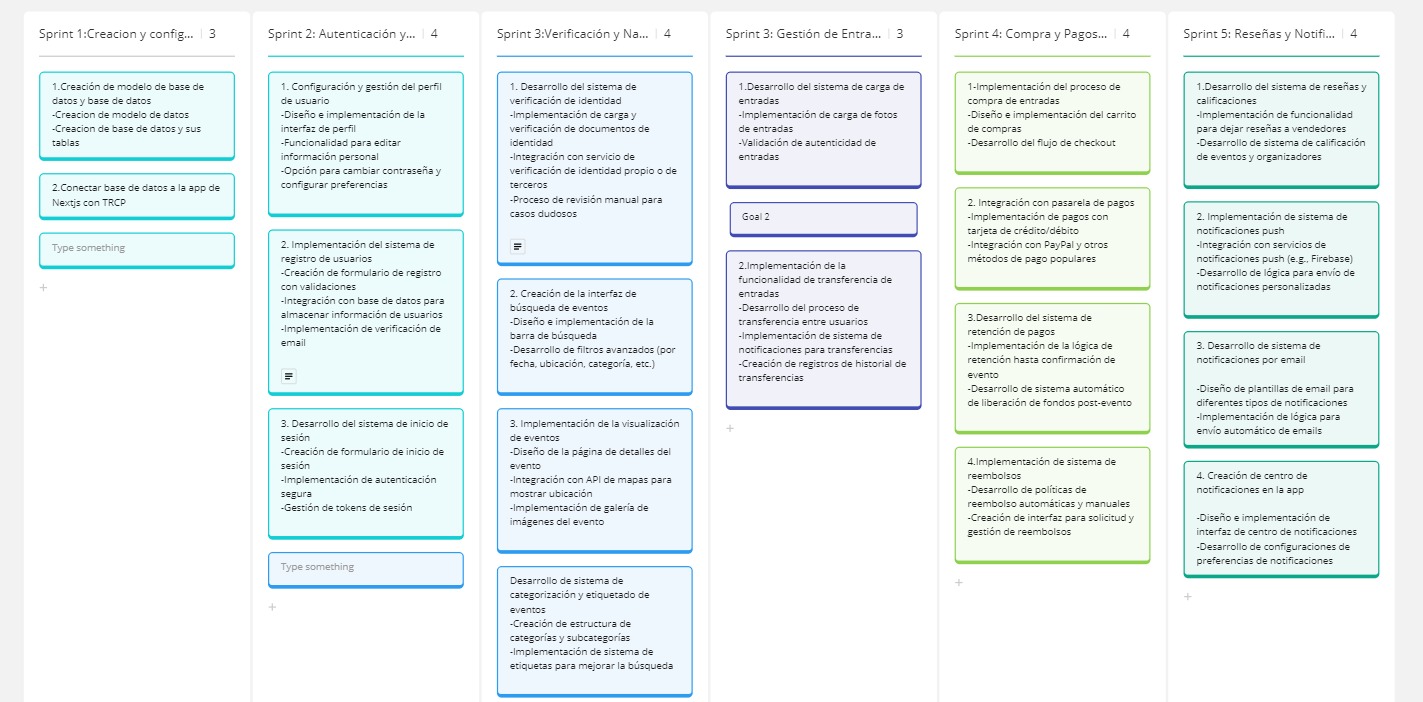 Sprint 1:Creacion y config... 3
1.Creación de modelo de base de
datos y base de datos
-Creacion de modelo de datos
-Creacion de base de datos y sus
tablas
2.Conectar base de datos a la app de
Nextjs con TRCP
Type something
+
Sprint 2: Autenticación y... 4
1. Configuración y gestión del perfil
de usuario
-Diseño e implementación de la
interfaz de perfil
-Funcionalidad para editar
información personal
-Opción para cambiar contraseña y
configurar preferencias
2. Implementación del sistema de
registro de usuarios
-Creación de formulario de registro
con validaciones
-Integración con base de datos para
almacenar información de usuarios
-Implementación de verificación de
email
3. Desarrollo del sistema de inicio de
sesión
-Creación de formulario de inicio de
sesión
-Implementación de autenticación
segura
-Gestión de tokens de sesión
Type something
+
Sprint 3:Verificación y Na... 4
1. Desarrollo del sistema de
verificación de identidad
-Implementación de carga y
verificación de documentos de
identidad
-Integración con servicio de
verificación de identidad propio o de
terceros
-Proceso de revisión manual para
casos dudosos
2. Creación de la interfaz de
búsqueda de eventos
-Diseño e implementación de la
barra de búsqueda
-Desarrollo de filtros avanzados (por
fecha, ubicación, categoría, etc.)
3. Implementación de la visualización
de eventos
-Diseño de la página de detalles del
evento
-Integración con API de mapas para
mostrar ubicación
-Implementación de galería de
imágenes del evento
Desarrollo de sistema de
categorización y etiquetado de
eventos
-Creación de estructura de
categorías y subcategorías
-Implementación de sistema de
etiquetas para mejorar la búsqueda
Sprint 3: Gestión de Entra... 3
1.Desarrollo del sistema de carga de
entradas
-Implementación de carga de fotos
de entradas
-Validación de autenticidad de
entradas
Goal 2
2.Implementación de la
funcionalidad de transferencia de
entradas
-Desarrollo del proceso de
transferencia entre usuarios
-Implementación de sistema de
notificaciones para transferencias
-Creación de registros de historial de
transferencias
+
Sprint 4: Compra y Pagos... 4
1-Implementación del proceso de
compra de entradas
-Diseño e implementación del carrito
de compras
-Desarrollo del flujo de checkout
2. Integración con pasarela de pagos
-Implementación de pagos con
tarjeta de crédito/débito
-Integración con PayPal y otros
métodos de pago populares
3.Desarrollo del sistema de
retención de pagos
-Implementación de la lógica de
retención hasta confirmación de
evento
-Desarrollo de sistema automático
de liberación de fondos post-evento
4.Implementación de sistema de
reembolsos
-Desarrollo de políticas de
reembolso automáticas y manuales
-Creación de interfaz para solicitud y
gestión de reembolsos
+
Sprint 5: Reseñas y Notifi... 4
1.Desarrollo del sistema de reseñas y
calificaciones
-Implementación de funcionalidad
para dejar reseñas a vendedores
-Desarrollo de sistema de calificación
de eventos y organizadores
2. Implementación de sistema de
notificaciones push
-Integración con servicios de
notificaciones push (e.g., Firebase)
-Desarrollo de lógica para envío de
notificaciones personalizadas
3. Desarrollo de sistema de
notificaciones por email
-Diseño de plantillas de email para
diferentes tipos de notificaciones
-Implementación de lógica para
envío automático de emails
4. Creación de centro de
notificaciones en la app
-Diseño e implementación de
interfaz de centro de notificaciones
-Desarrollo de configuraciones de
preferencias de notificaciones
+